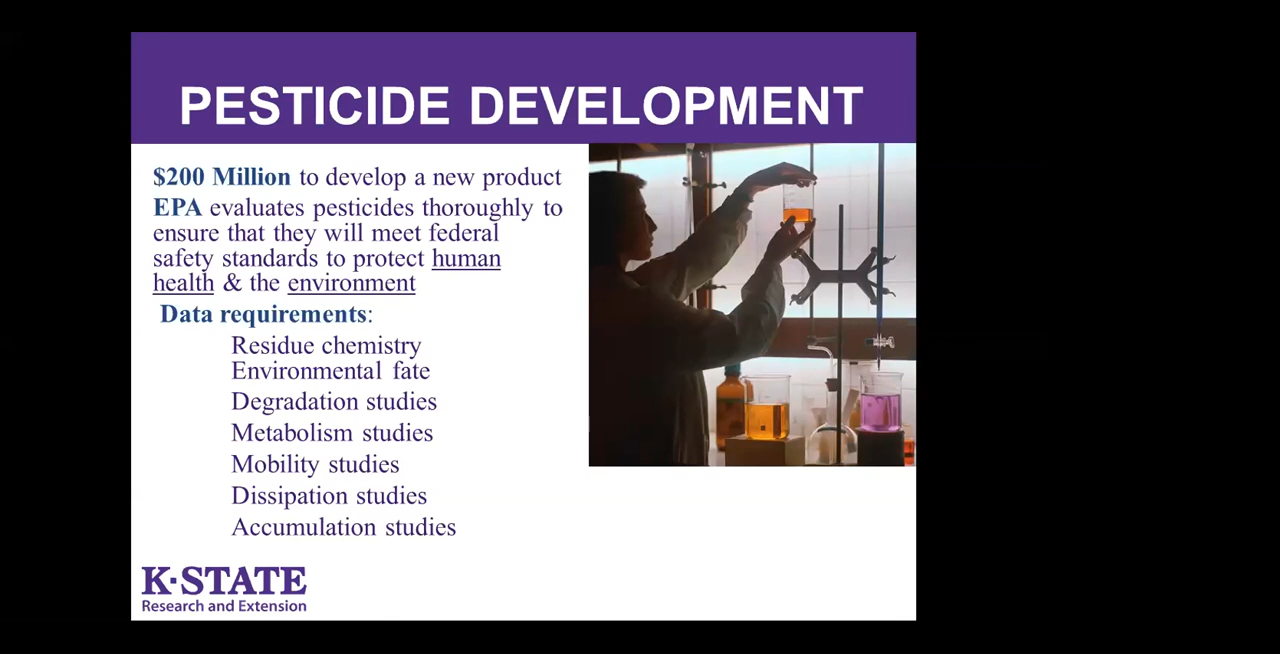 PESTICIDE DEVELOPMENT
$200 Million to develop a new product
EPA evaluates pesticides thoroughly to
ensure that they will meet federal
safety standards to protect human
health & the environment
Data requirements:
Residue chemistry
Environmental fate
Degradation studies
Metabolism studies
Mobility studies
Dissipation studies
Accumulation studies
K·STATE
Research and Extension